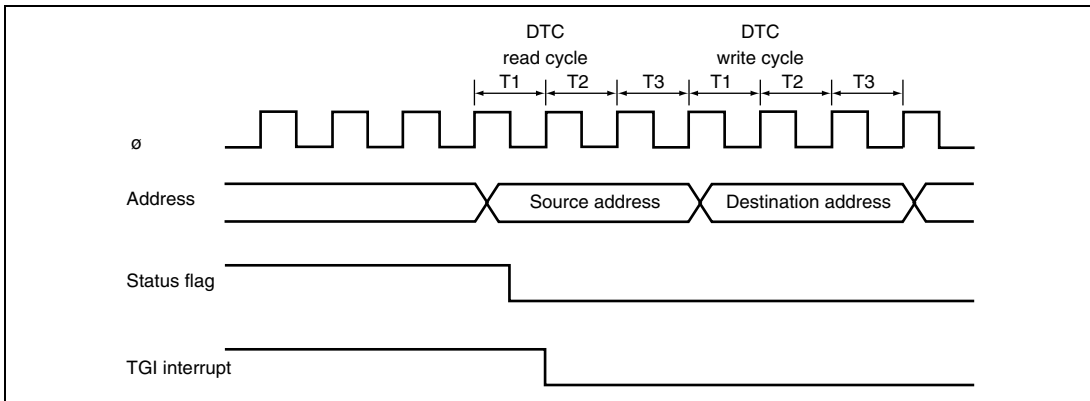 DTC DTC
read cycle write cycle
T1 T2 T3 T1 T2 T3
ø
Address Source address Destination address
Status flag
TGI interrupt